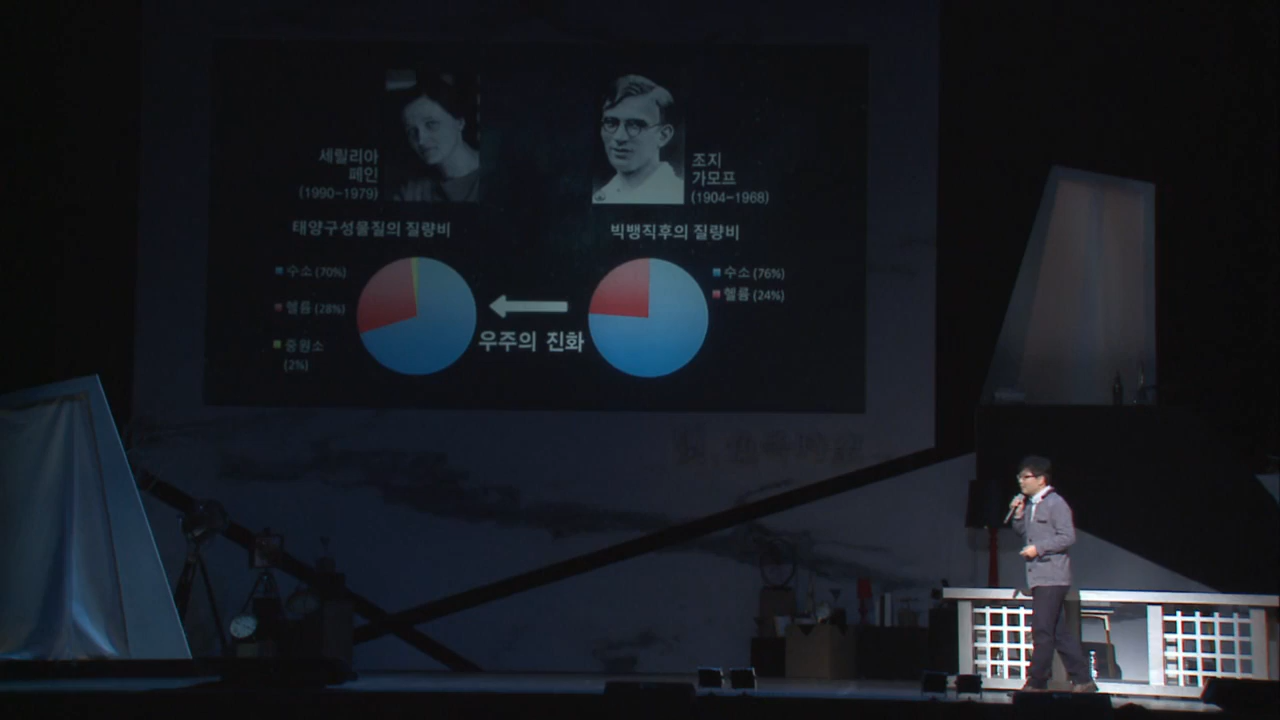 세릴리아
페인
(1990-1979)
태양구성물질의 질량비
수소 (70%)
헬륨 (28%)
중원소
(2%)
우주의 진화
조지
가모프
(1904-1968)
빅뱅직후의 질량비
수소 (76%)
헬륨 (24%)